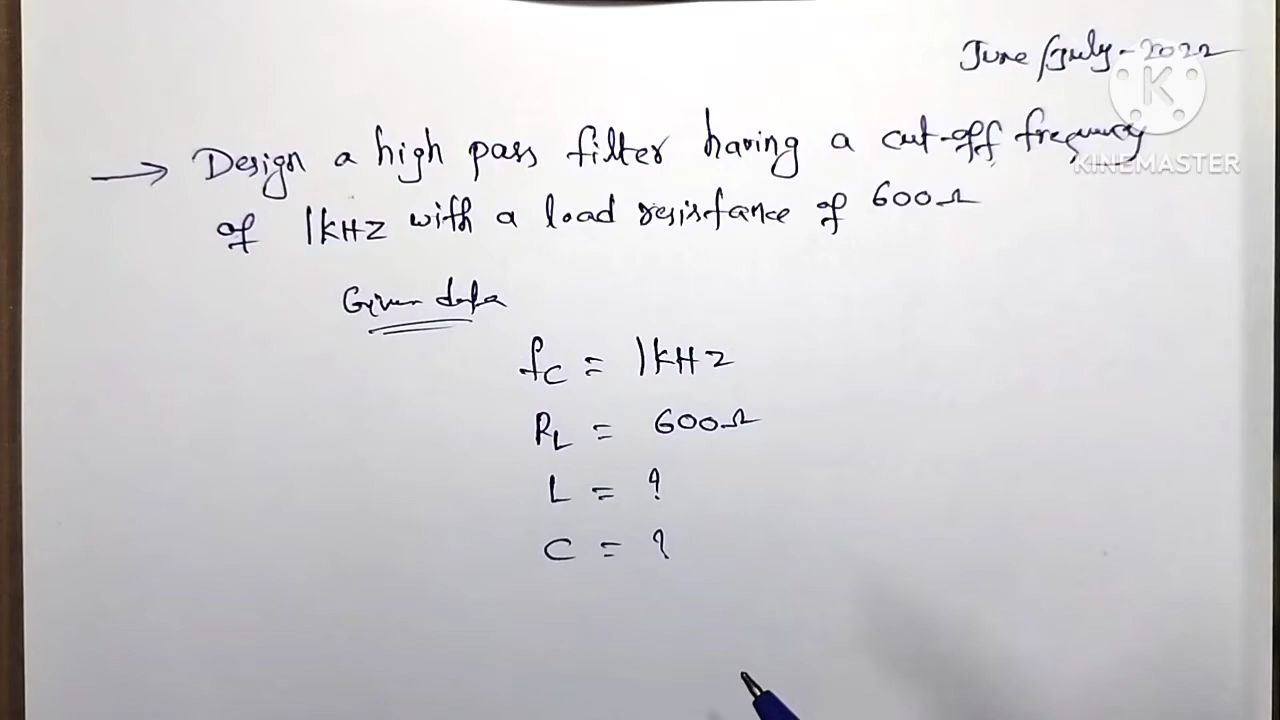 June/July-2022
K
KINEMASTER
→ Design a high pass filter having a cut-off frequency
of 1kHz with a load resistance of 600Ω
Given data
fc = 1kHz
RL = 600Ω
L = ?
C = ?